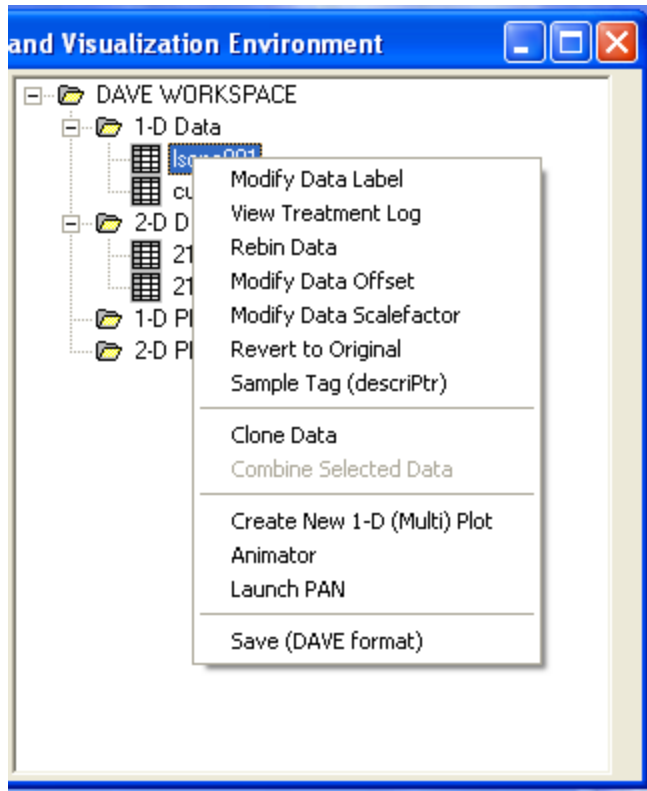 and Visualization Environment
DAVE WORKSPACE
1-D Data
cu
2-D D
21
21
1-D Pl
2-D Pl
Modify Data Label
View Treatment Log
Rebin Data
Modify Data Offset
Modify Data Scalefactor
Revert to Original
Sample Tag (descriPtr)
Clone Data
Combine Selected Data
Create New 1-D (Multi) Plot
Animator
Launch PAN
Save (DAVE format)